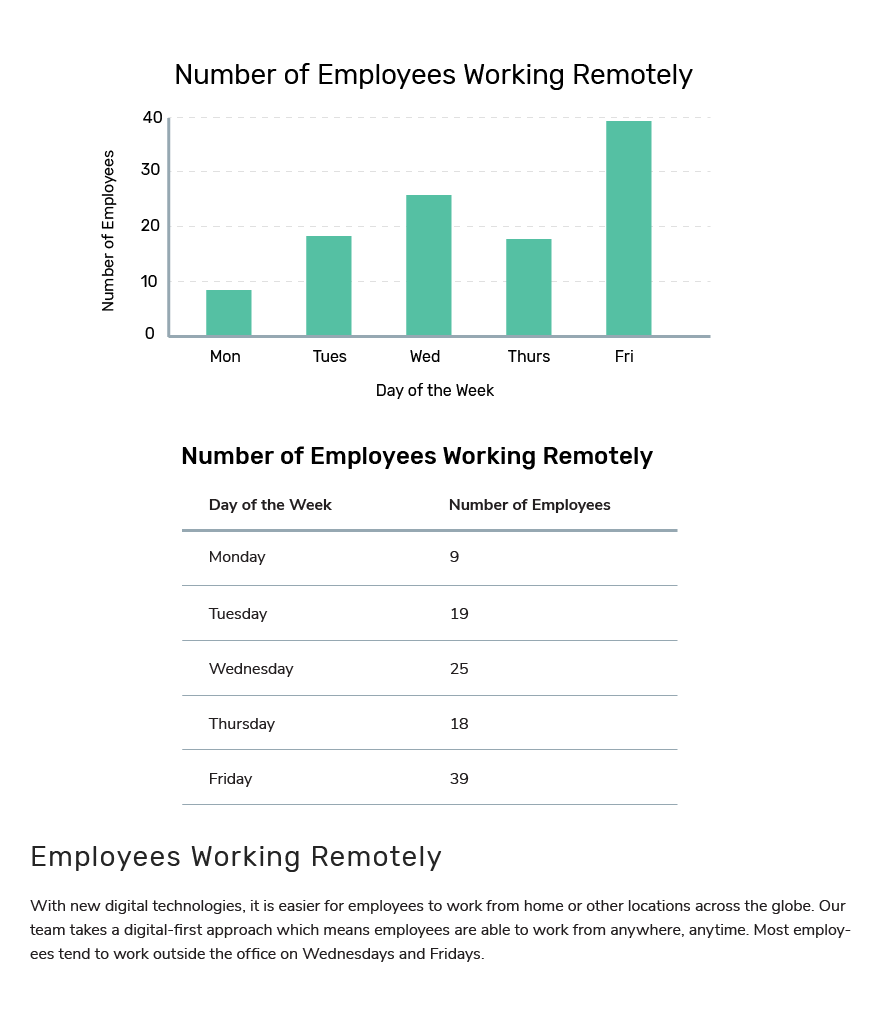 Number of Employees Working Remotely
Number of Employees
40
30
20
10
0
Mon Tues Wed Thurs Fri
Day of the Week
Number of Employees Working Remotely
Day of the Week Number of Employees
Monday 9
Tuesday 19
Wednesday 25
Thursday 18
Friday 39
Employees Working Remotely
With new digital technologies, it is easier for employees to work from home or other locations across the globe. Our
team takes a digital-first approach which means employees are able to work from anywhere, anytime. Most employ-
ees tend to work outside the office on Wednesdays and Fridays.